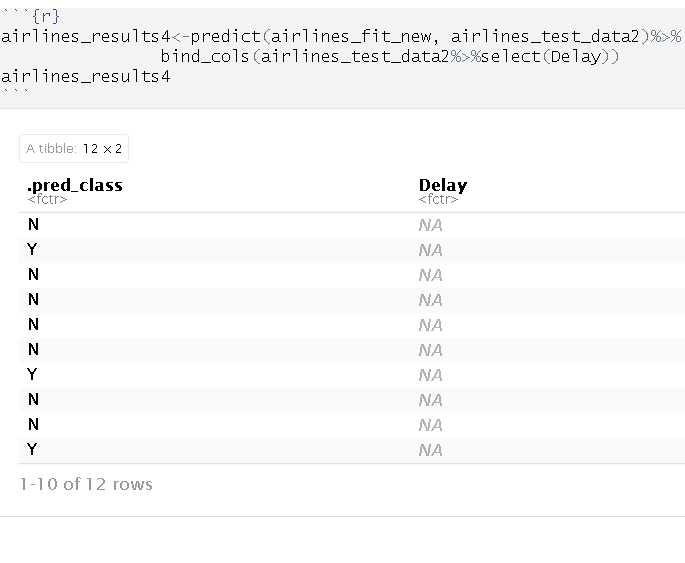 ```{r}
airlines_results4<-predict(airlines_fit_new, airlines_test_data2)%>%
bind_cols(airlines_test_data2%>%select(Delay))
airlines_results4
```
A tibble: 12 × 2
.pred_class Delay
<fctr> <fctr>
N NA
Y NA
N NA
N NA
N NA
N NA
Y NA
N NA
N NA
Y NA
1-10 of 12 rows